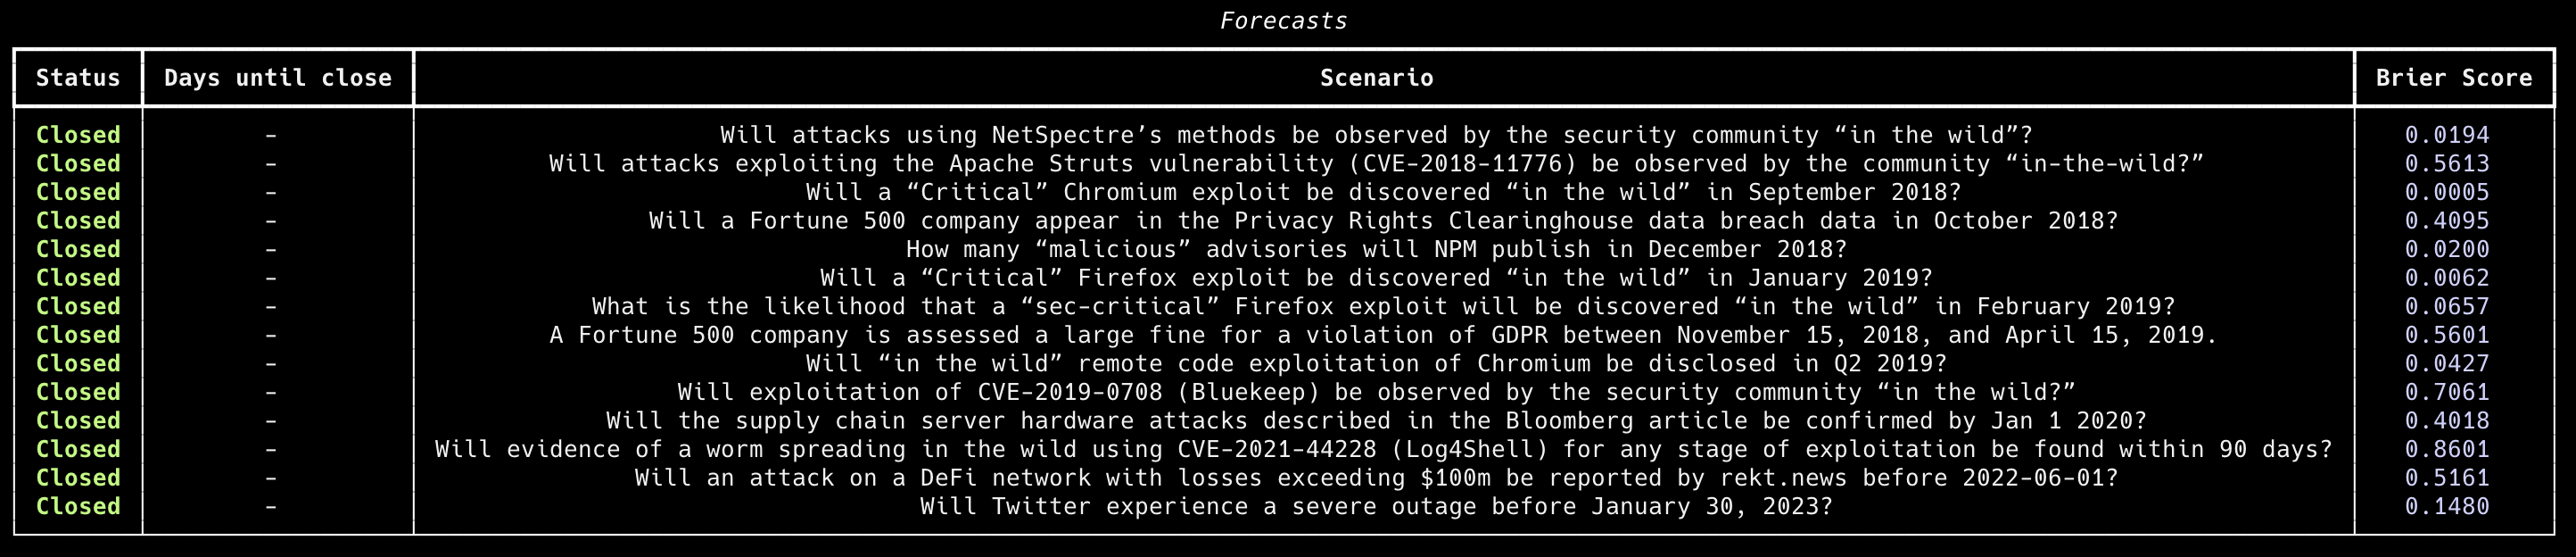 Forecasts
Status Days until close Scenario Brier Score
Closed - Will attacks using NetSpectre’s methods be observed by the security community “in the wild”? 0.0194
Closed - Will attacks exploiting the Apache Struts vulnerability (CVE-2018-11776) be observed by the community “in-the-wild?” 0.5613
Closed - Will a “Critical” Chromium exploit be discovered “in the wild” in September 2018? 0.0005
Closed - Will a Fortune 500 company appear in the Privacy Rights Clearinghouse data breach data in October 2018? 0.4095
Closed - How many “malicious” advisories will NPM publish in December 2018? 0.0200
Closed - Will a “Critical” Firefox exploit be discovered “in the wild” in January 2019? 0.0062
Closed - What is the likelihood that a “sec-critical” Firefox exploit will be discovered “in the wild” in February 2019? 0.0657
Closed - A Fortune 500 company is assessed a large fine for a violation of GDPR between November 15, 2018, and April 15, 2019. 0.5601
Closed - Will “in the wild” remote code exploitation of Chromium be disclosed in Q2 2019? 0.0427
Closed - Will exploitation of CVE-2019-0708 (Bluekeep) be observed by the security community “in the wild?” 0.7061
Closed - Will the supply chain server hardware attacks described in the Bloomberg article be confirmed by Jan 1 2020? 0.4018
Closed - Will evidence of a worm spreading in the wild using CVE-2021-44228 (Log4Shell) for any stage of exploitation be found within 90 days? 0.8601
Closed - Will an attack on a DeFi network with losses exceeding $100m be reported by rekt.news before 2022-06-01? 0.5161
Closed - Will Twitter experience a severe outage before January 30, 2023? 0.1480